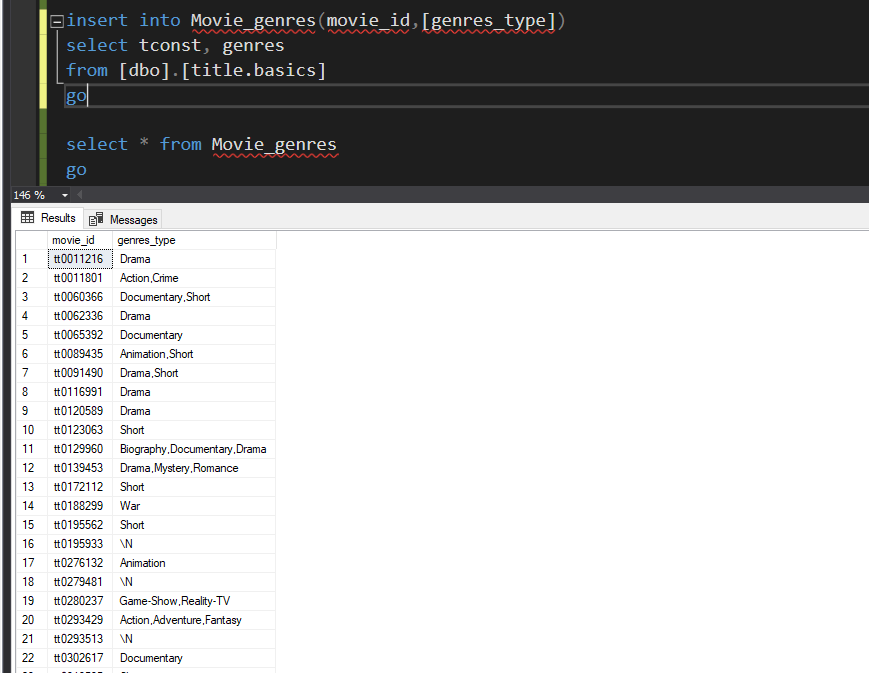 insert into Movie_genres(movie_id,[genres_type])
select tconst, genres
from [dbo].[title.basics]
go
select * from Movie_genres
go
146 %
Results Messages
movie_id genres_type
1 tt0011216 Drama
2 tt0011801 Action,Crime
3 tt0060366 Documentary,Short
4 tt0062336 Drama
5 tt0065392 Documentary
6 tt0089435 Animation,Short
7 tt0091490 Drama,Short
8 tt0116991 Drama
9 tt0120589 Drama
10 tt0123063 Short
11 tt0129960 Biography,Documentary,Drama
12 tt0139453 Drama,Mystery,Romance
13 tt0172112 Short
14 tt0188299 War
15 tt0195562 Short
16 tt0195933 \N
17 tt0276132 Animation
18 tt0279481 \N
19 tt0280237 Game-Show,Reality-TV
20 tt0293429 Action,Adventure,Fantasy
21 tt0293513 \N
22 tt0302617 Documentary